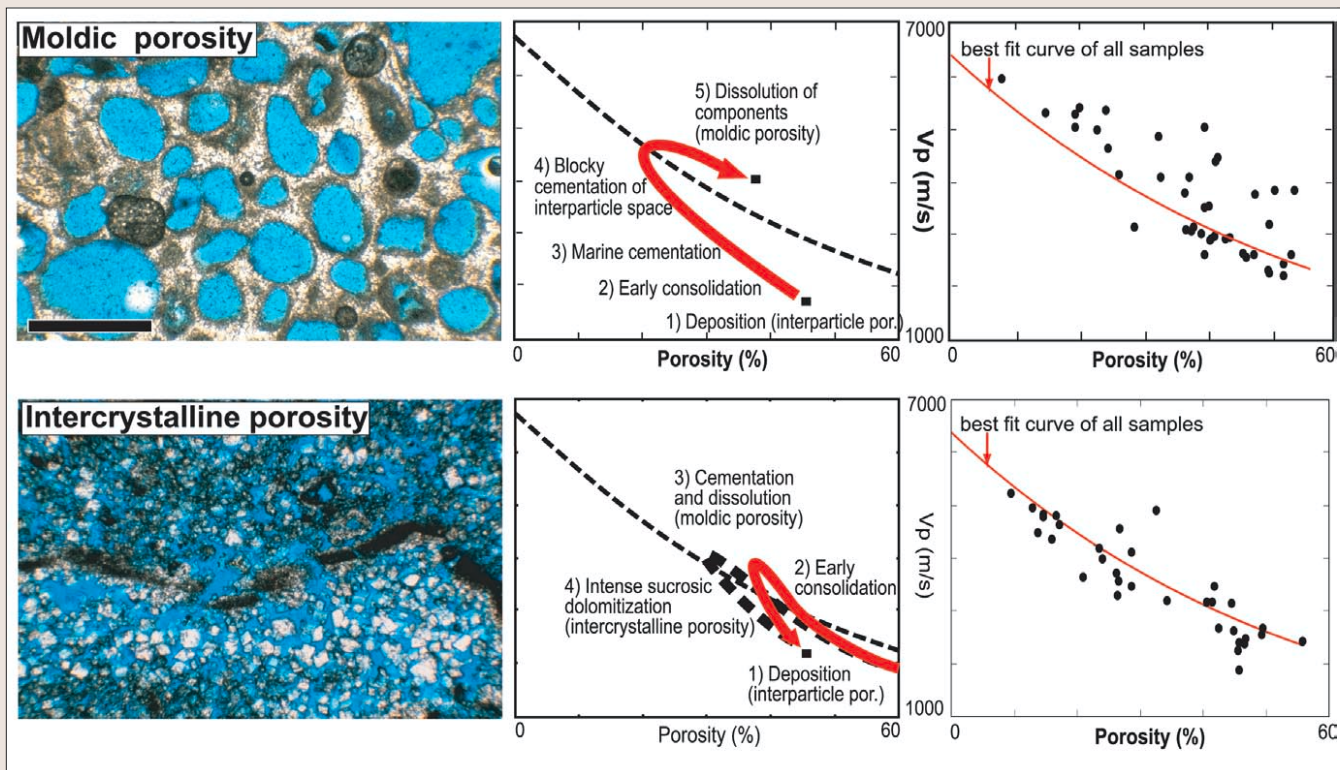 Moldic porosity
5) Dissolution of
components
(moldic porosity)
4) Blocky
cementation of
interparticle space
3) Marine cementation
2) Early consolidation
1) Deposition (interparticle por.)
0
60
Porosity (%)
7000
best fit curve of all samples
Vp (m/s)
1000
0
60
Porosity (%)
Intercrystalline porosity
3) Cementation
and dissolution
(moldic porosity)
2) Early
consolidation
4) Intense sucrosic
dolomitization
(intercrystalline porosity)
1) Deposition
(interparticle por.)
0
60
Porosity (%)
7000
best fit curve of all samples
Vp (m/s)
1000
0
60
Porosity (%)